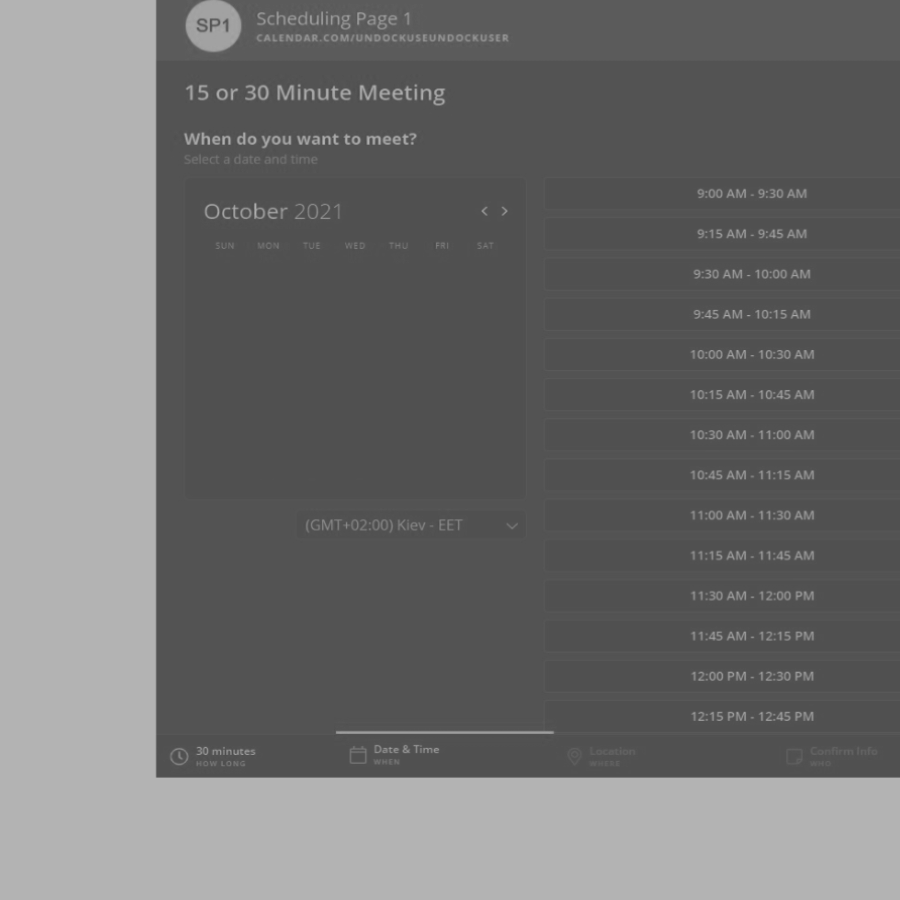 SP1
Scheduling Page 1
CALENDAR.COM/UNDOCKUSEUNDOCKUSER
15 or 30 Minute Meeting
When do you want to meet?
Select a date and time
October 2021
SUN MON TUE WED THU FRI SAT
(GMT+02:00) Kiev - EET
9:00 AM - 9:30 AM
9:15 AM - 9:45 AM
9:30 AM - 10:00 AM
9:45 AM - 10:15 AM
10:00 AM - 10:30 AM
10:15 AM - 10:45 AM
10:30 AM - 11:00 AM
10:45 AM - 11:15 AM
11:00 AM - 11:30 AM
11:15 AM - 11:45 AM
11:30 AM - 12:00 PM
11:45 AM - 12:15 PM
12:00 PM - 12:30 PM
12:15 PM - 12:45 PM
30 minutes
HOW LONG
Date & Time
WHEN
Location
WHERE
Confirm Info
WHO